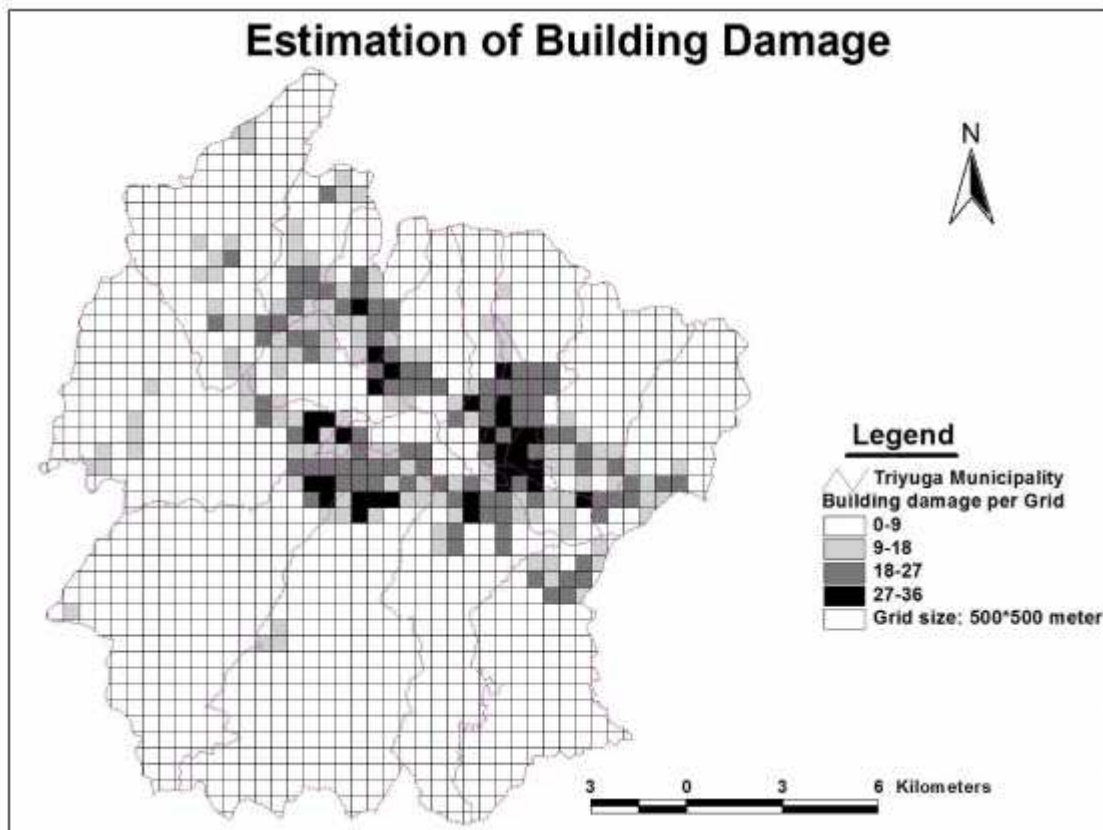 Estimation of Building Damage
N
Legend
Triyuga Municipality
Building damage per Grid
0-9
9-18
18-27
27-36
Grid size: 500*500 meter
3 0 3 6 Kilometers